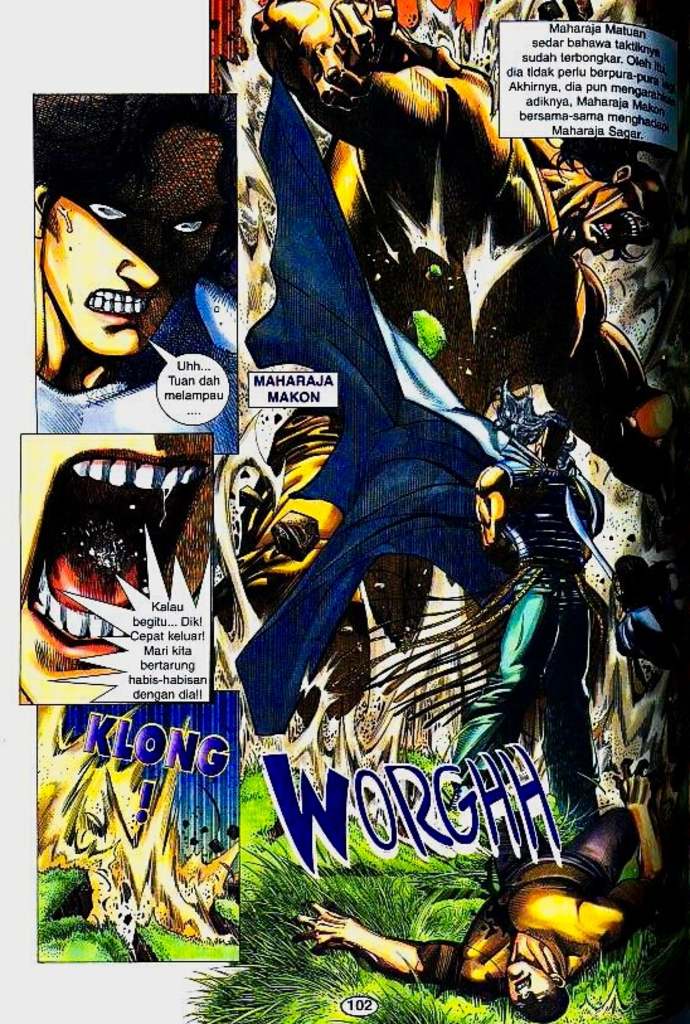 Maharaja Matuan
sedar bahawa taktiknya
sudah terbongkar. Oleh itu,
dia tidak perlu berpura-pura lagi.
Akhirnya, dia pun mengarahkan
adiknya, Maharaja Makon
bersama-sama menghadapi
Maharaja Sagar.
Uhh...
Tuan dah
melampau
....
MAHARAJA
MAKON
Kalau
begitu... Dik!
Cepat keluar!
Mari kita
bertarung
habis-habisan
dengan dia!!
KLONG
!
WORGHH
102